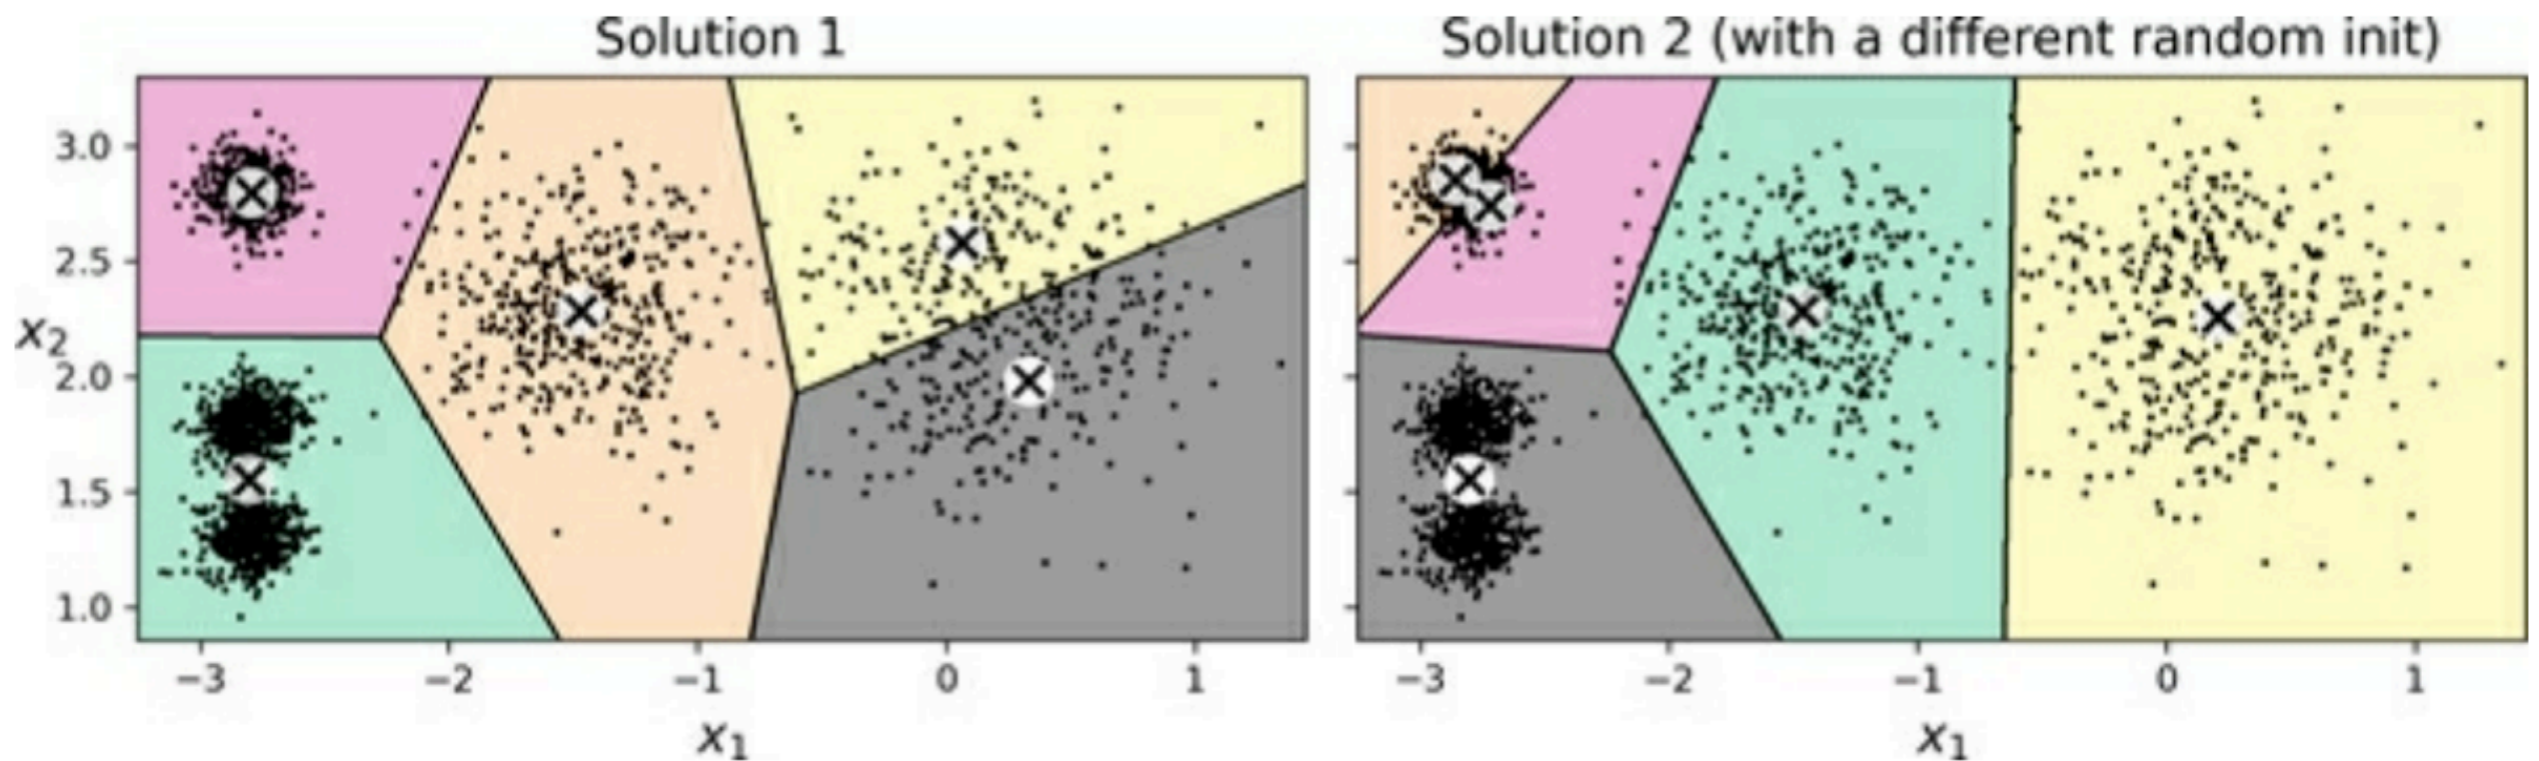 Solution 1
Solution 2 (with a different random init)
3.0
2.5
x₂
2.0
1.5
1.0
−3 −2 −1 0 1
−3 −2 −1 0 1
x₁
x₁